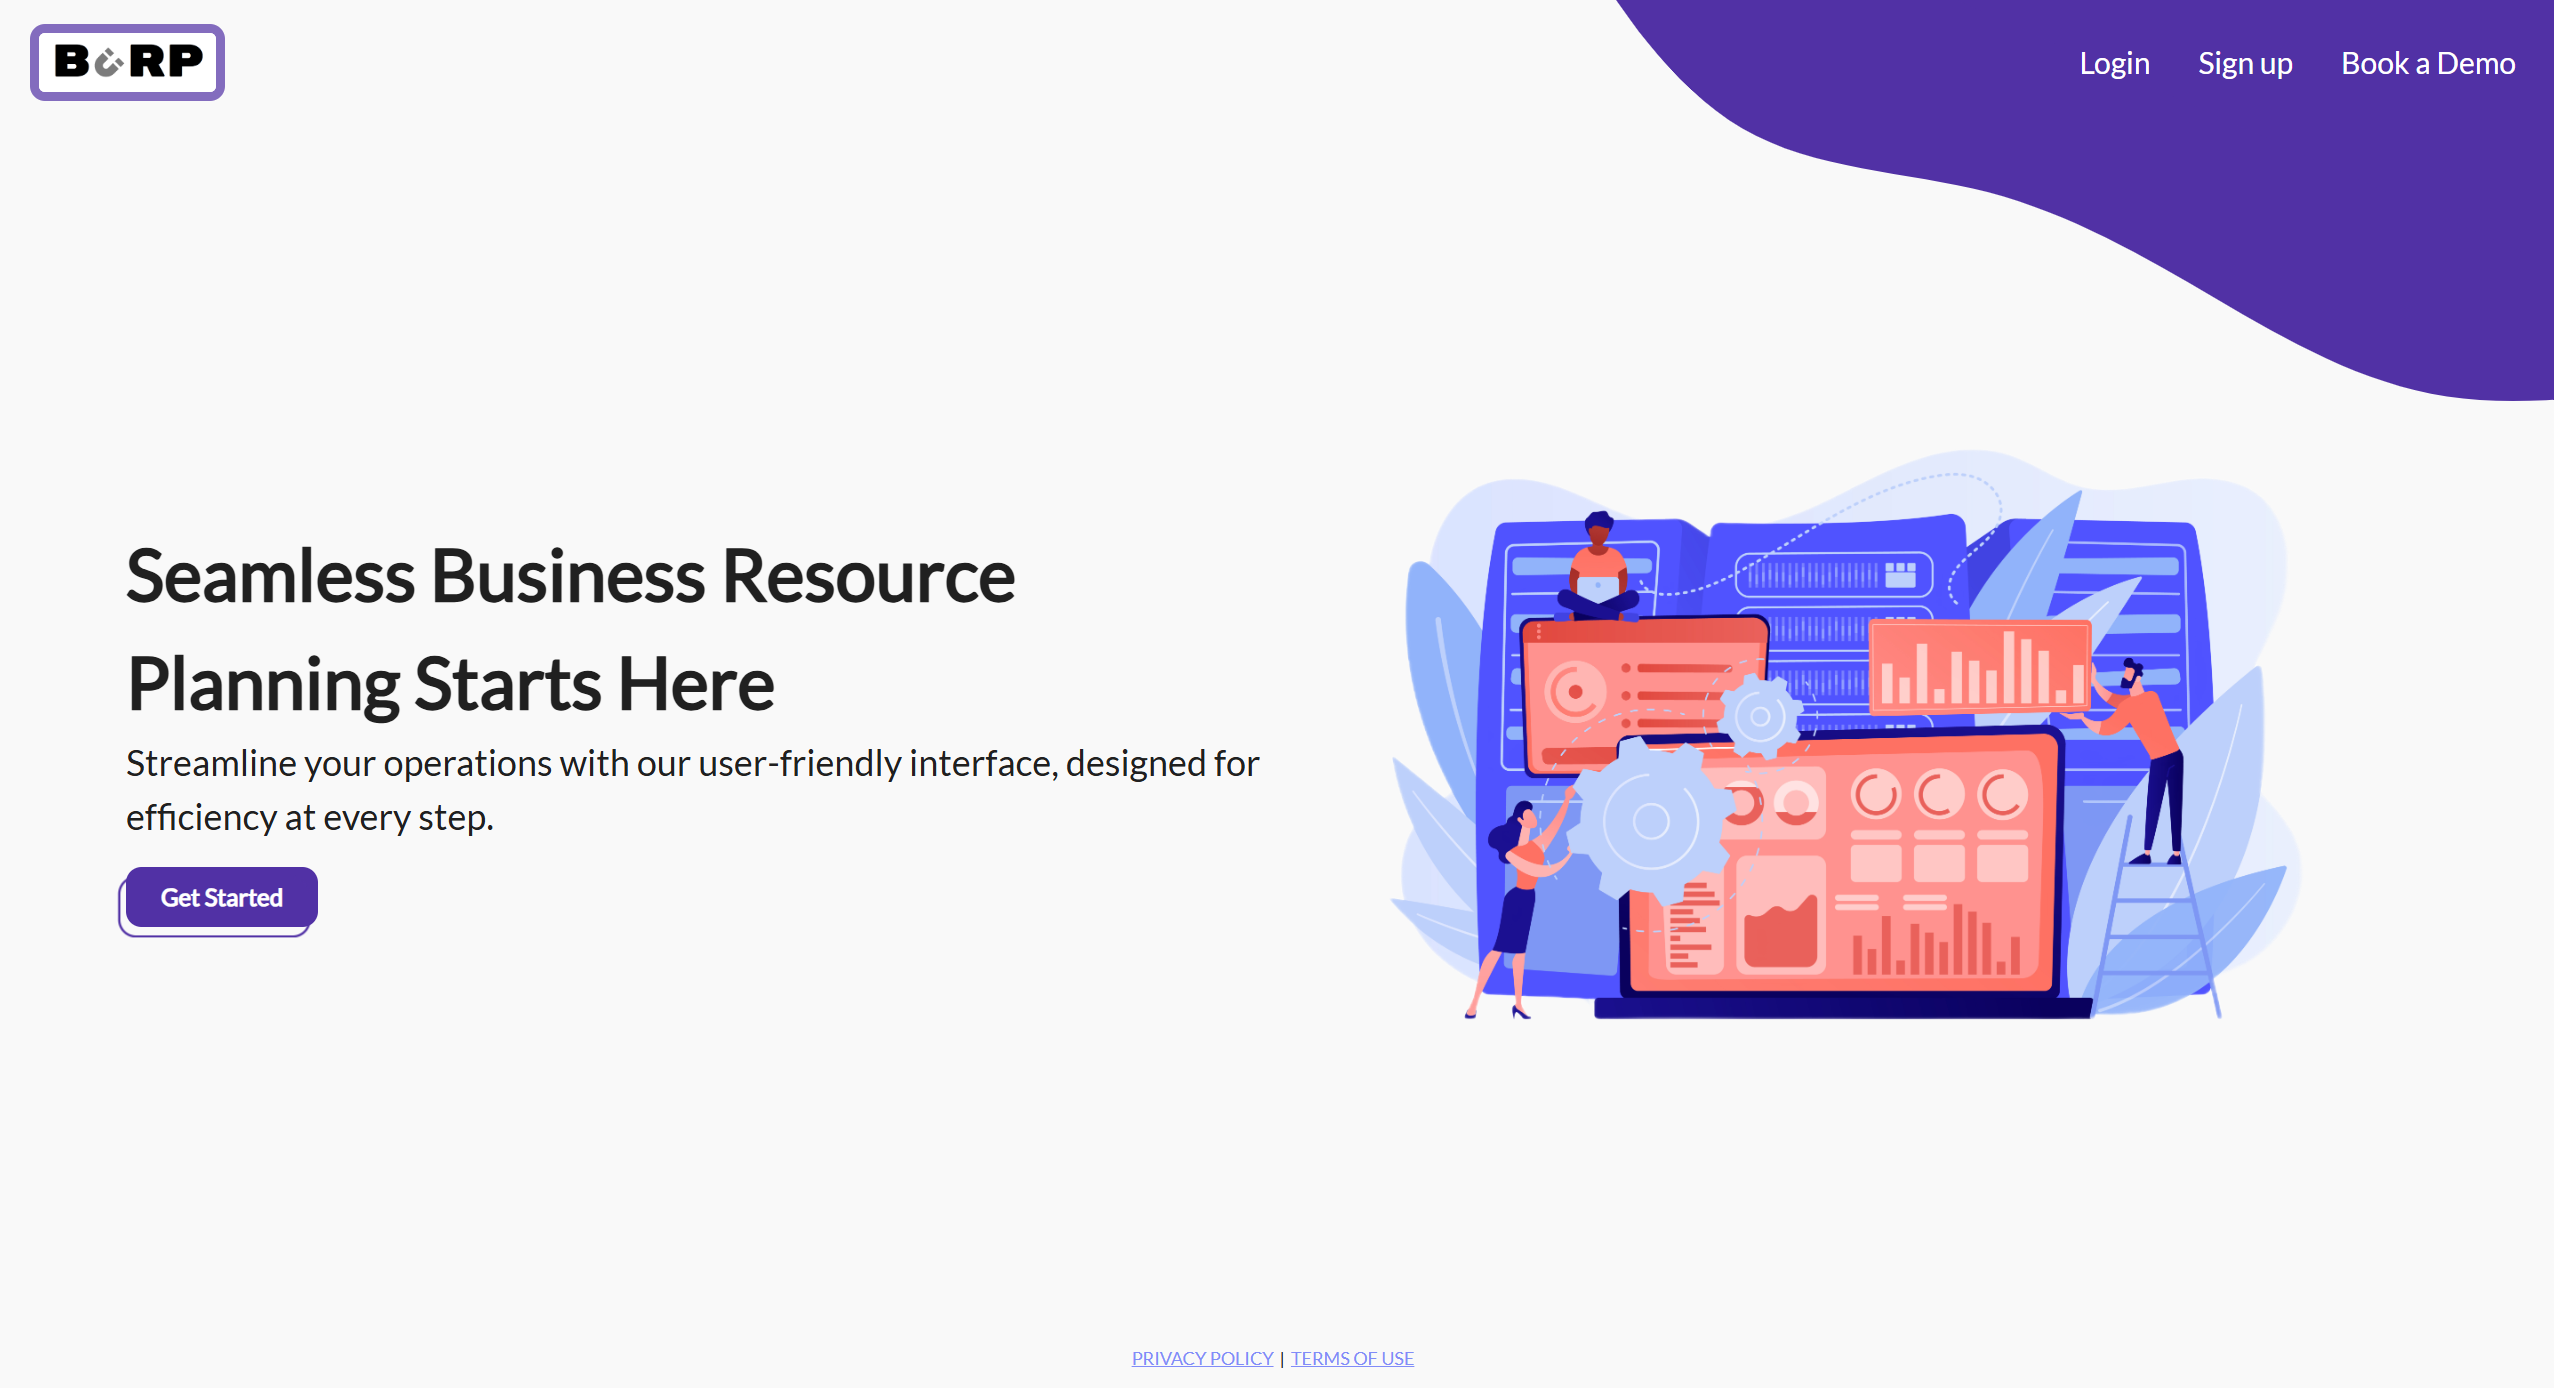 B&RP
Login
Sign up
Book a Demo
Seamless Business Resource
Planning Starts Here
Streamline your operations with our user-friendly interface, designed for
efficiency at every step.
Get Started
PRIVACY POLICY | TERMS OF USE